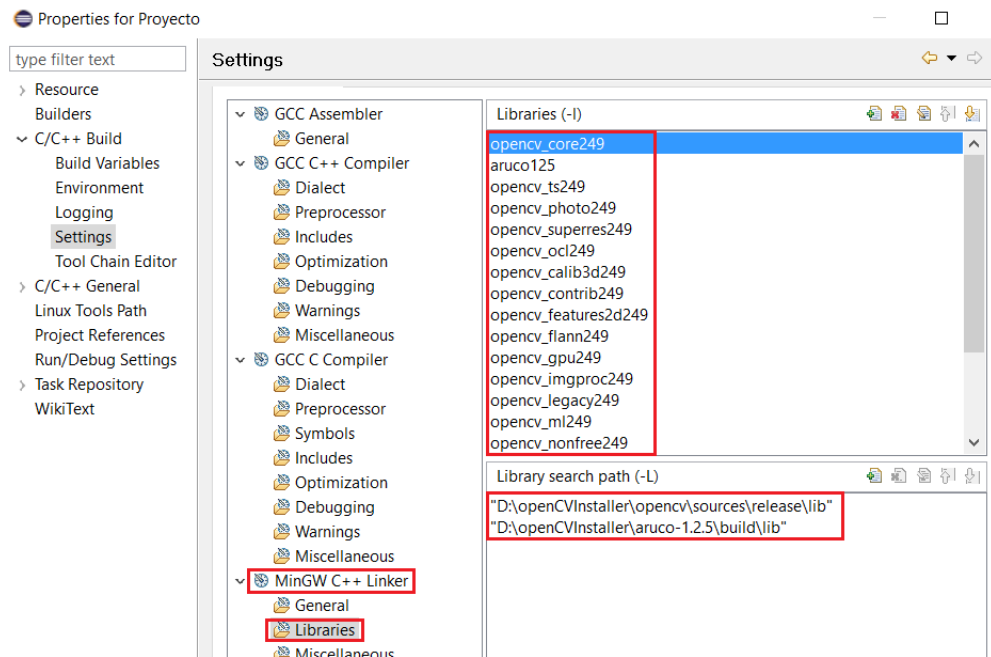 Properties for Proyecto
type filter text
Resource
Builders
C/C++ Build
Build Variables
Environment
Logging
Settings
Tool Chain Editor
C/C++ General
Linux Tools Path
Project References
Run/Debug Settings
Task Repository
WikiText
Settings
GCC Assembler
General
GCC C++ Compiler
Dialect
Preprocessor
Includes
Optimization
Debugging
Warnings
Miscellaneous
GCC C Compiler
Dialect
Preprocessor
Symbols
Includes
Optimization
Debugging
Warnings
Miscellaneous
MinGW C++ Linker
General
Libraries
Miscellaneous
Libraries (-l)
opencv_core249
aruco125
opencv_ts249
opencv_photo249
opencv_superres249
opencv_ocl249
opencv_calib3d249
opencv_contrib249
opencv_features2d249
opencv_flann249
opencv_gpu249
opencv_imgproc249
opencv_legacy249
opencv_ml249
opencv_nonfree249
Library search path (-L)
"D:\openCVInstaller\opencv\sources\release\lib"
"D:\openCVInstaller\aruco-1.2.5\build\lib"